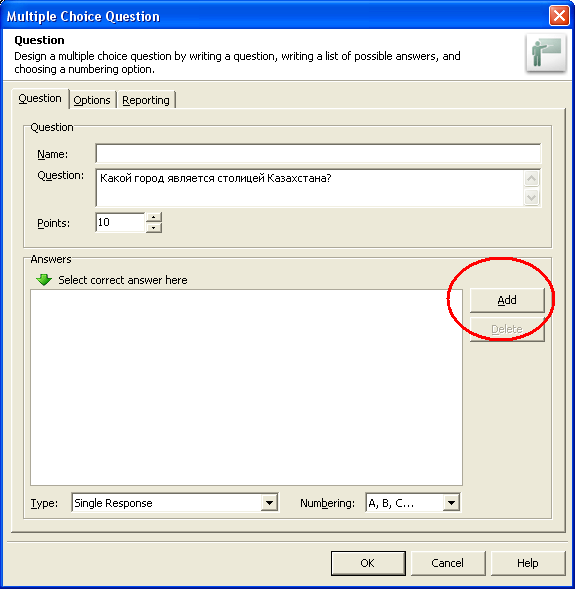 Multiple Choice Question
Question
Design a multiple choice question by writing a question, writing a list of possible answers, and
choosing a numbering option.
Question Options Reporting
Question
Name:
Question: Какой город является столицей Казахстана?
Points: 10
Answers
Select correct answer here
Add
Delete
Type: Single Response Numbering: A, B, C...
OK Cancel Help